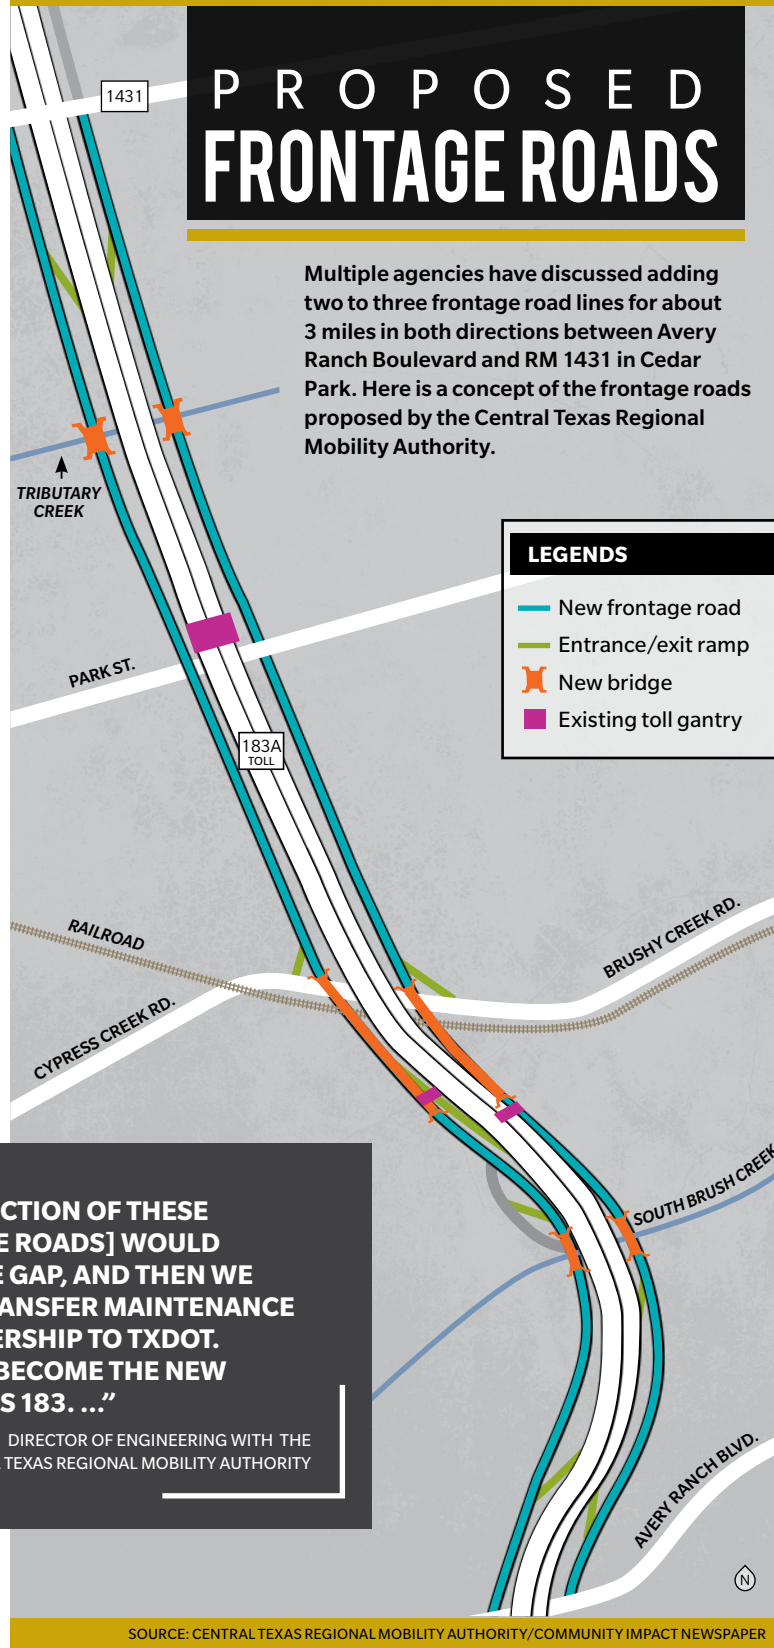 1431
PROPOSED
FRONTAGE ROADS
Multiple agencies have discussed adding
two to three frontage road lines for about
3 miles in both directions between Avery
Ranch Boulevard and RM 1431 in Cedar
Park. Here is a concept of the frontage roads
proposed by the Central Texas Regional
Mobility Authority.
TRIBUTARY
CREEK
LEGENDS
New frontage road
Entrance/exit ramp
New bridge
Existing toll gantry
PARK ST.
183A
TOLL
RAILROAD
BRUSHY CREEK RD.
CYPRESS CREEK RD.
SOUTH BRUSH CREEK
CTION OF THESE
E ROADS] WOULD
E GAP, AND THEN WE
ANSFER MAINTENANCE
ERSHIP TO TXDOT.
BECOME THE NEW
S 183. ...”
DIRECTOR OF ENGINEERING WITH THE
TEXAS REGIONAL MOBILITY AUTHORITY
AVERY RANCH BLVD.
N
SOURCE: CENTRAL TEXAS REGIONAL MOBILITY AUTHORITY/COMMUNITY IMPACT NEWSPAPER